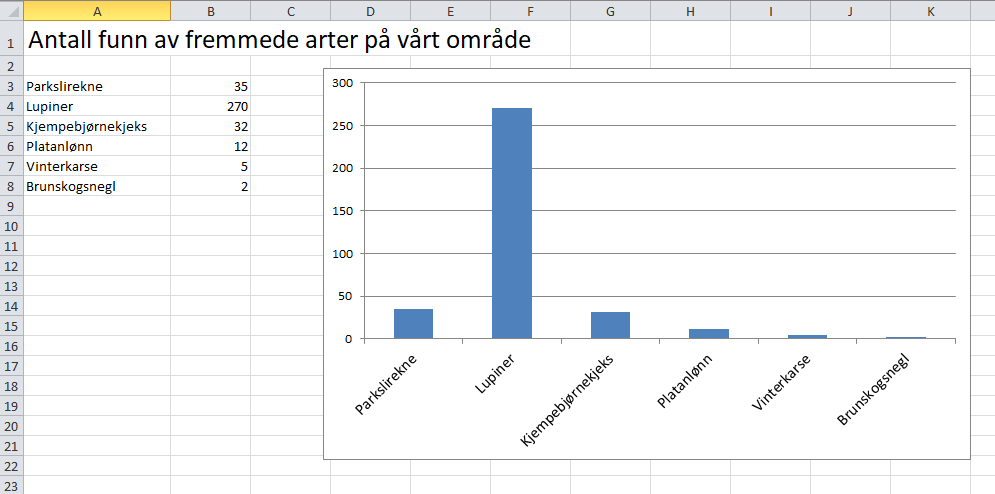 A B C D E F G H I J K
1 Antall funn av fremmede arter på vårt område
2
3 Parkslirekne 35
4 Lupiner 270
5 Kjempebjørnekjeks 32
6 Platanlønn 12
7 Vinterkarse 5
8 Brunskogsnegl 2
9
10
11
12
13
14
15
16
17
18
19
20
21
22
23
300
250
200
150
100
50
0
Parkslirekne
Lupiner
Kjempebjørnekjeks
Platanlønn
Vinterkarse
Brunskogsnegl